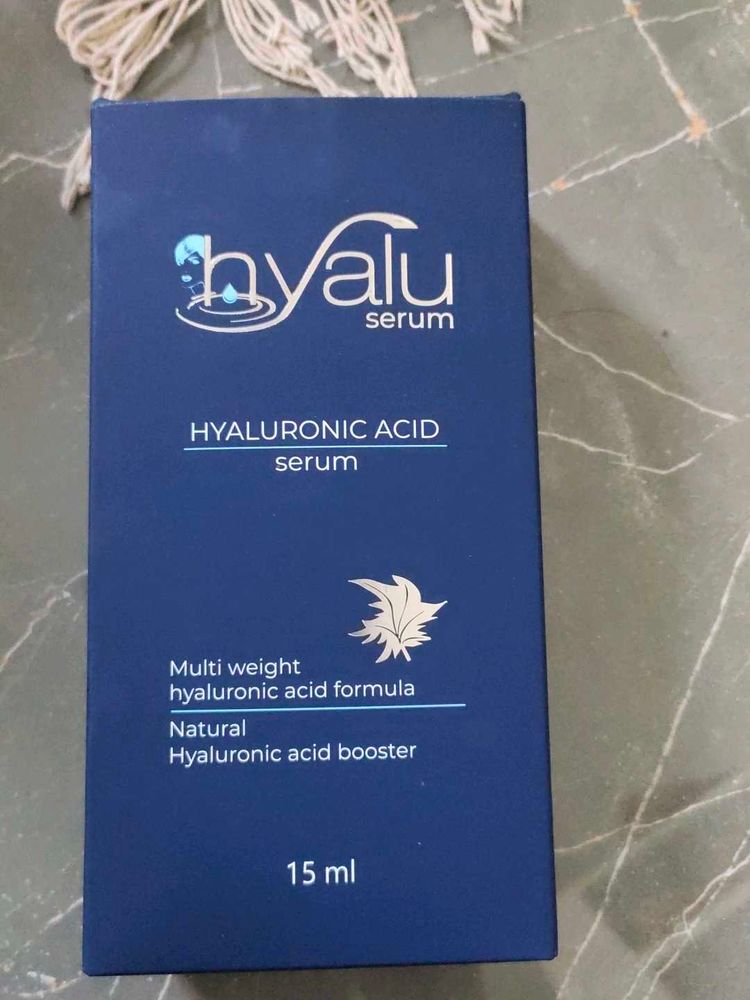 hyalu
serum
HYALURONIC ACID
serum
Multi weight
hyaluronic acid formula
Natural
Hyaluronic acid booster
15 ml